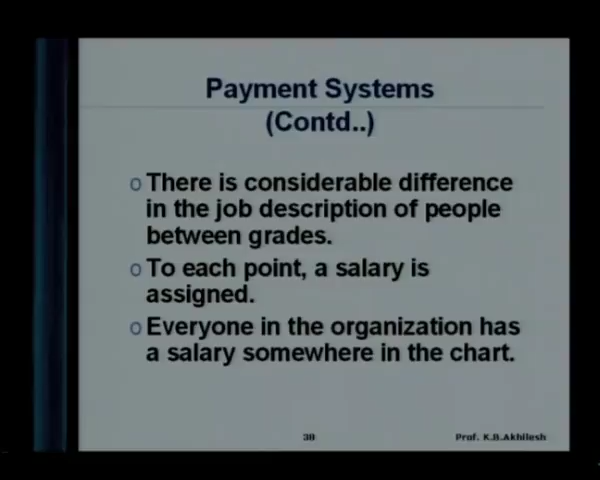 Payment Systems
(Contd..)
o There is considerable difference
in the job description of people
between grades.
o To each point, a salary is
assigned.
o Everyone in the organization has
a salary somewhere in the chart.
38 Prof. K.B.Akhilesh